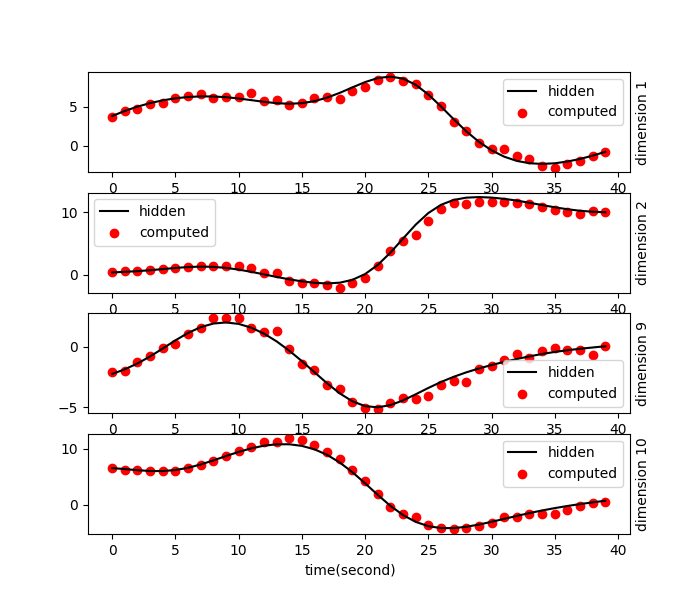 5
0
hidden
computed
dimension 1
0 5 10 15 20 25 30 35 40
10
0
hidden
computed
dimension 2
0 5 10 15 20 25 30 35 40
0
−5
hidden
computed
dimension 9
0 5 10 15 20 25 30 35 40
10
0
hidden
computed
dimension 10
0 5 10 15 20 25 30 35 40
time(second)